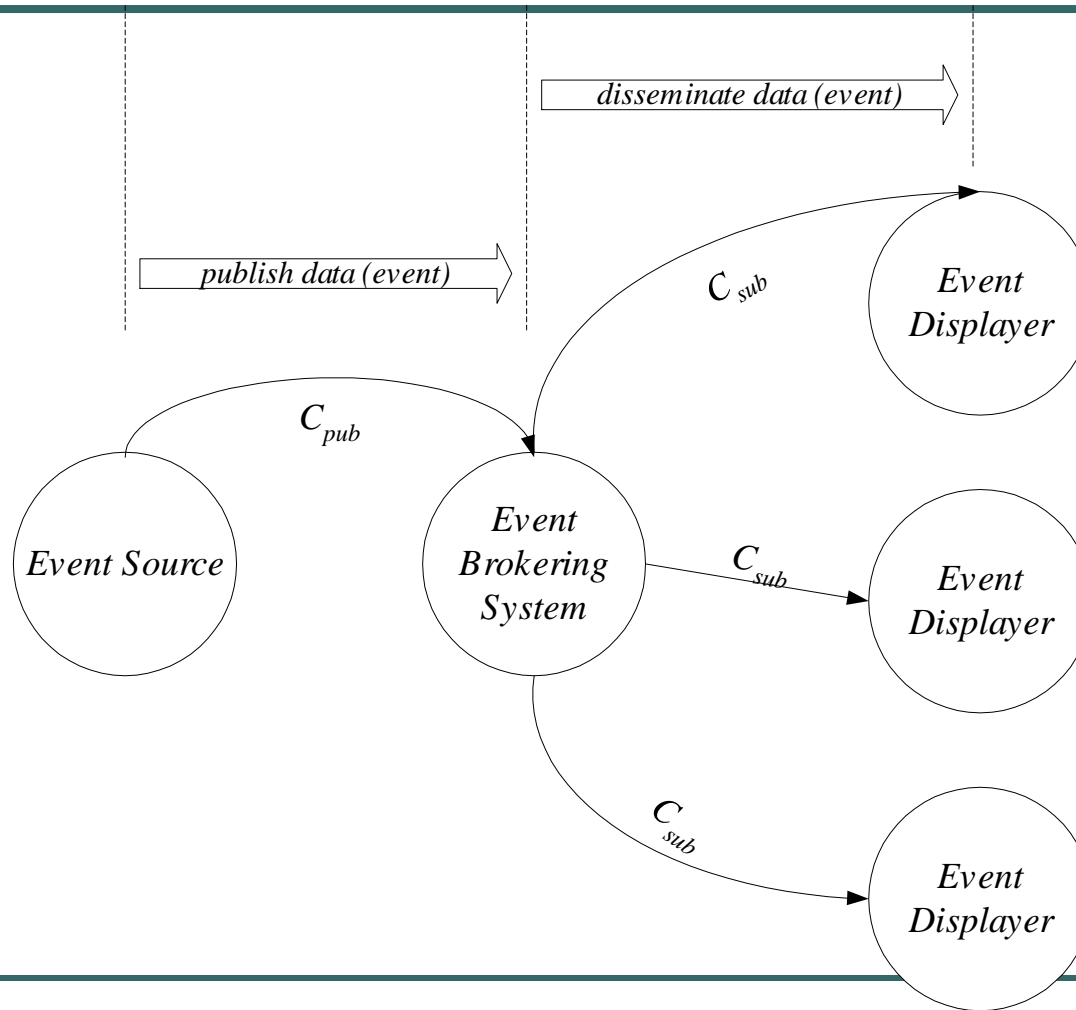 disseminate data (event)
publish data (event)
C sub
Event
Displayer
C pub
Event Source
Event
Brokering
System
C sub
Event
Displayer
C sub
Event
Displayer